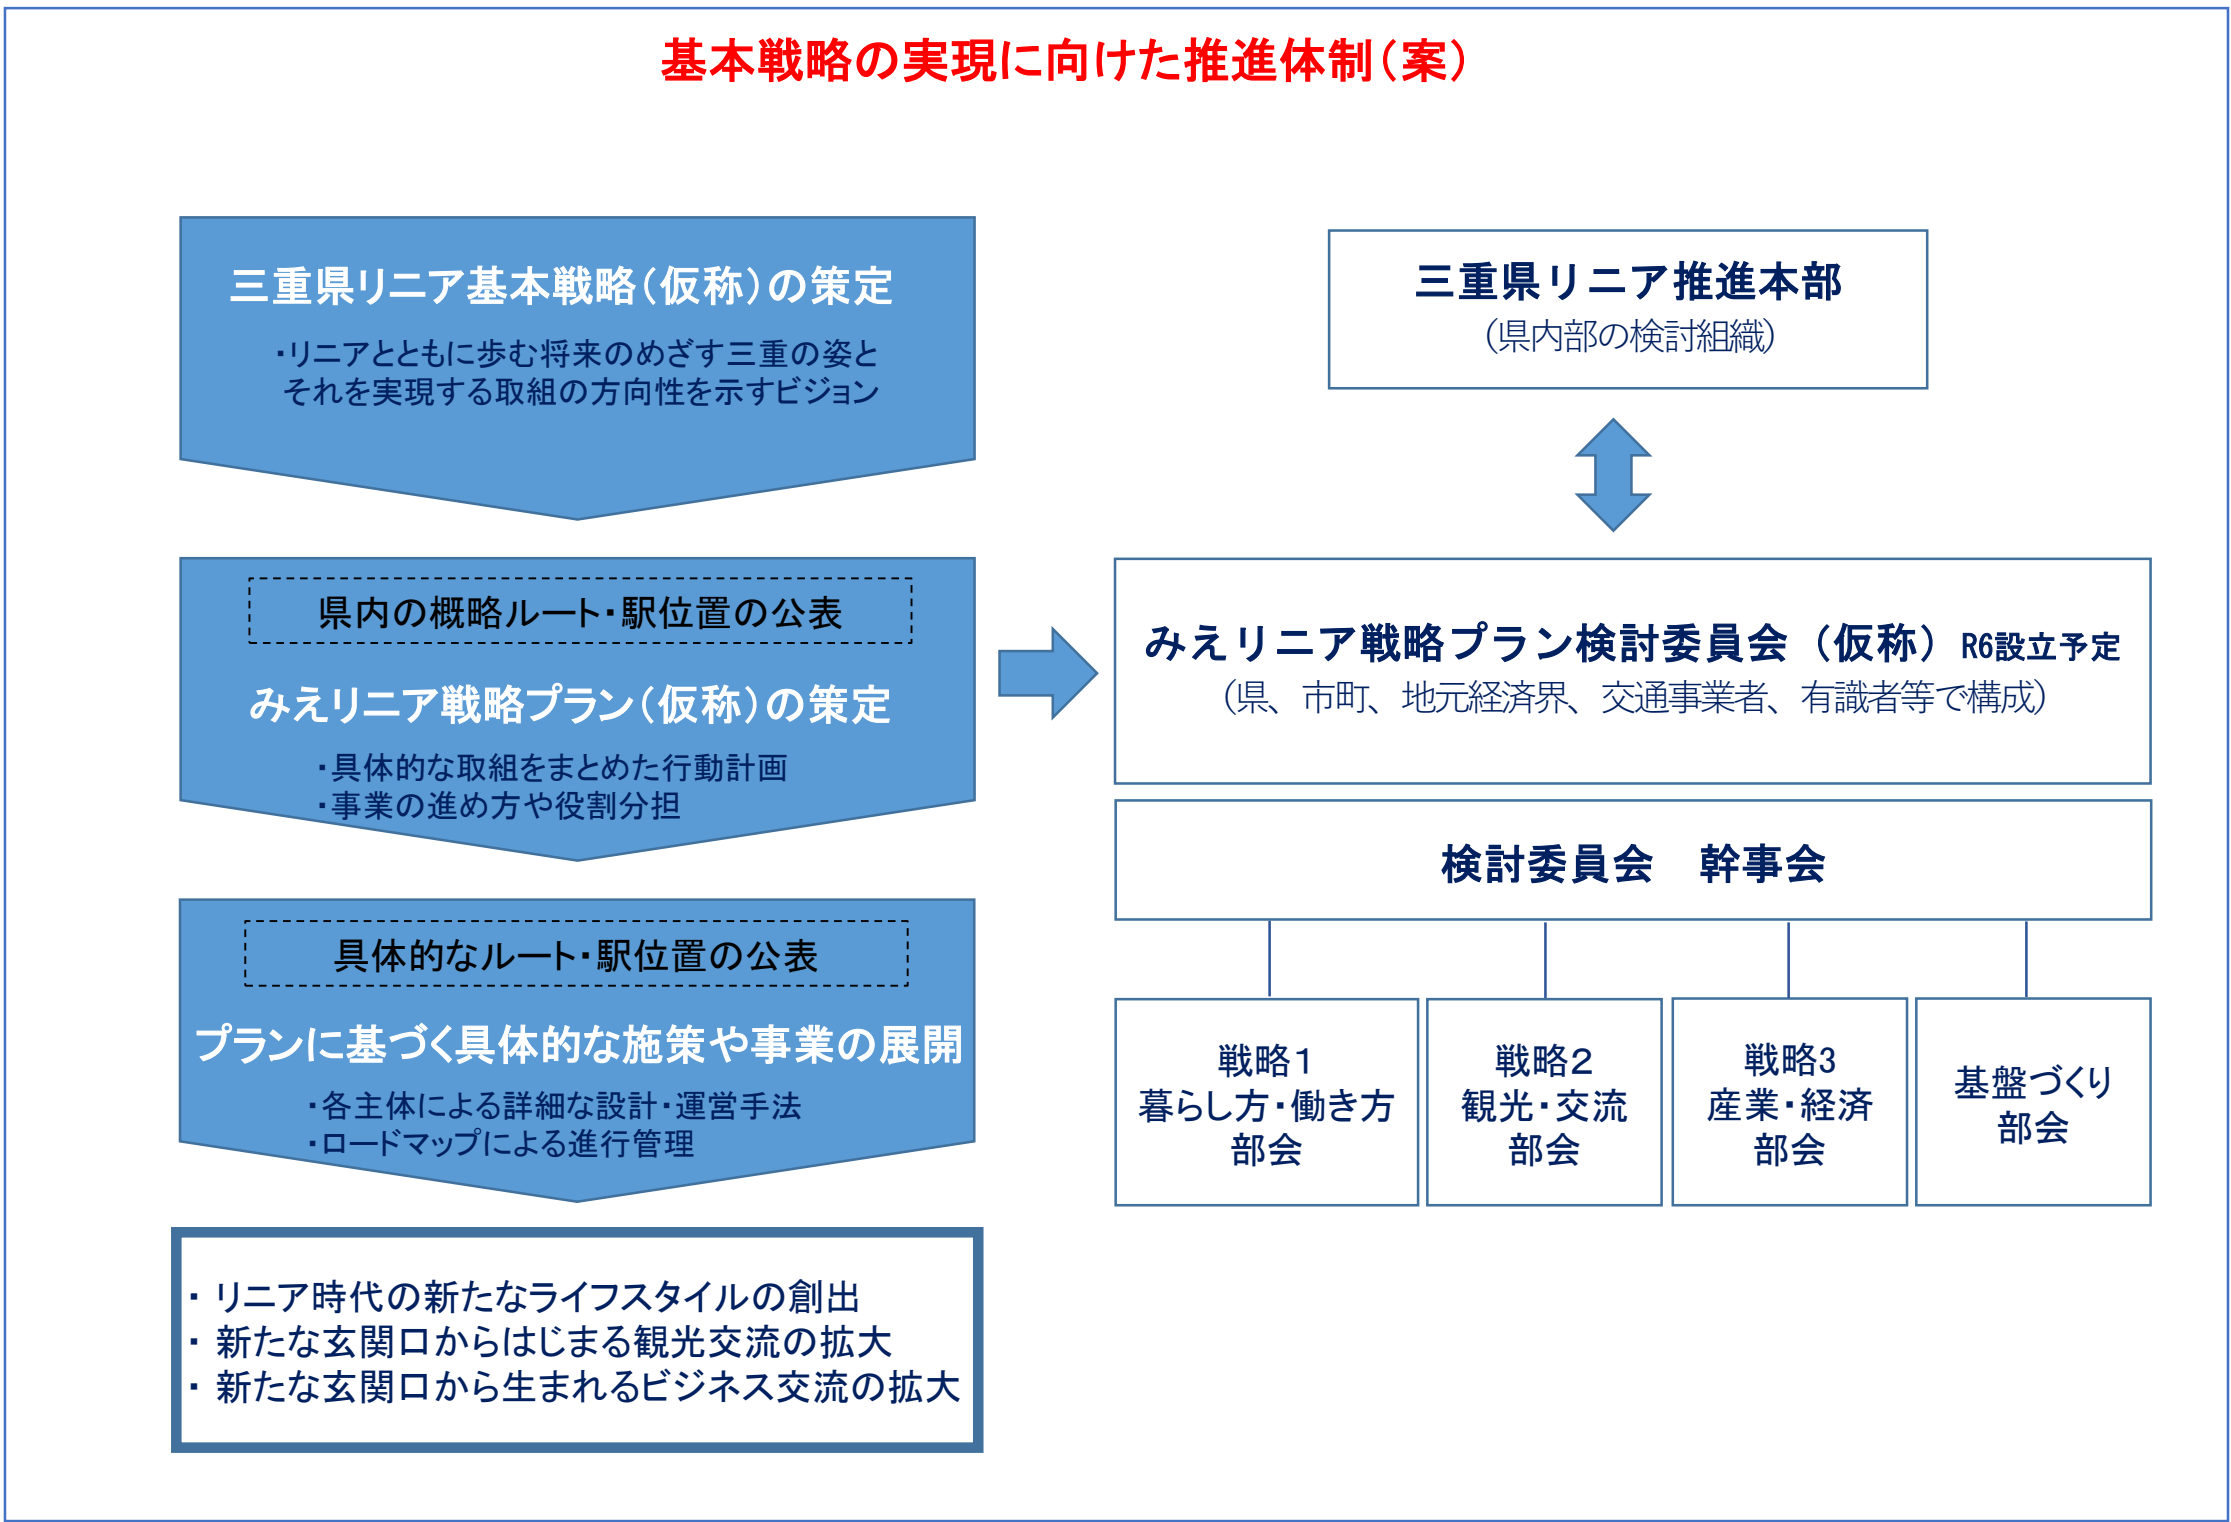 基本戦略の実現に向けた推進体制（案）
三重県リニア基本戦略（仮称）の策定
・リニアとともに歩む将来のめざす三重の姿と
それを実現する取組の方向性を示すビジョン
県内の概略ルート・駅位置の公表
みえリニア戦略プラン（仮称）の策定
・具体的な取組をまとめた行動計画
・事業の進め方や役割分担
具体的なルート・駅位置の公表
プランに基づく具体的な施策や事業の展開
・各主体による詳細な設計・運営手法
・ロードマップによる進行管理
・ リニア時代の新たなライフスタイルの創出
・ 新たな玄関口からはじまる観光交流の拡大
・ 新たな玄関口から生まれるビジネス交流の拡大
三重県リニア推進本部
（県内部の検討組織）
みえリニア戦略プラン検討委員会（仮称）R6設立予定
（県、市町、地元経済界、交通事業者、有識者等で構成）
検討委員会　幹事会
戦略１
暮らし方・働き方
部会
戦略２
観光・交流
部会
戦略3
産業・経済
部会
基盤づくり
部会